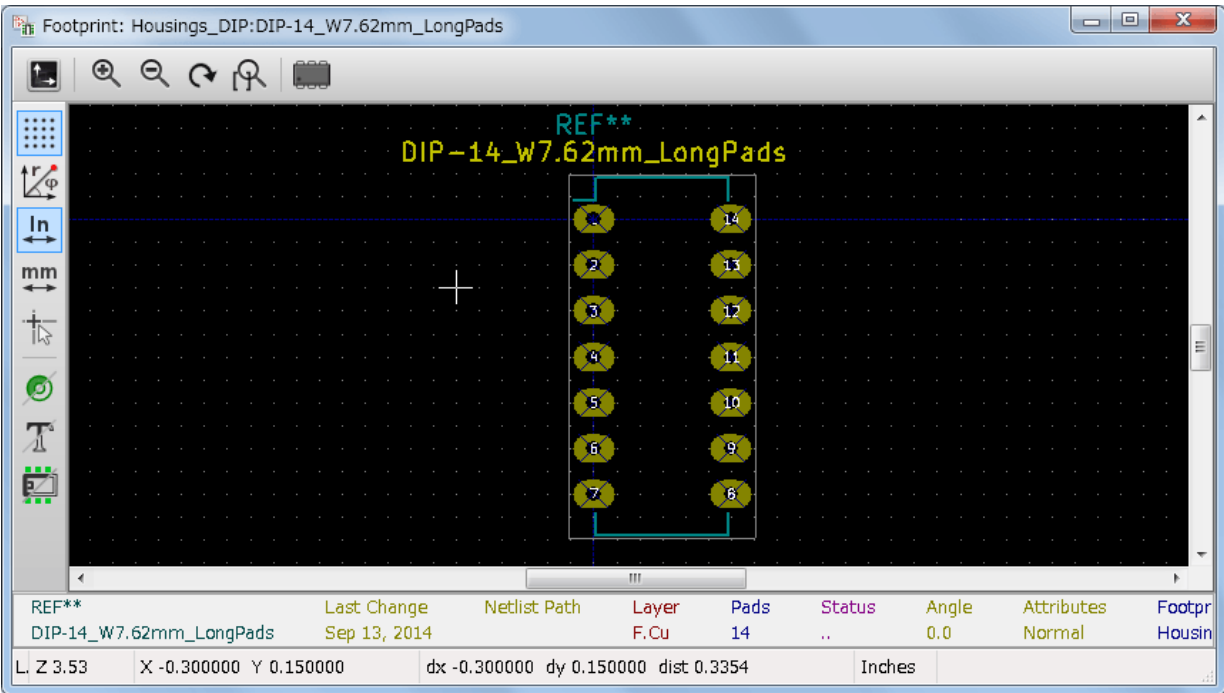 Footprint: Housings_DIP:DIP-14_W7.62mm_LongPads
r
φ
In
mm
REF**
DIP-14_W7.62mm_LongPads
1 14
2 13
3 12
4 11
5 10
6 9
7 8
REF** Last Change Netlist Path Layer Pads Status Angle Attributes Footpr
DIP-14_W7.62mm_LongPads Sep 13, 2014 F.Cu 14 .. 0.0 Normal Housin
L. Z 3.53 X -0.300000 Y 0.150000 dx -0.300000 dy 0.150000 dist 0.3354 Inches